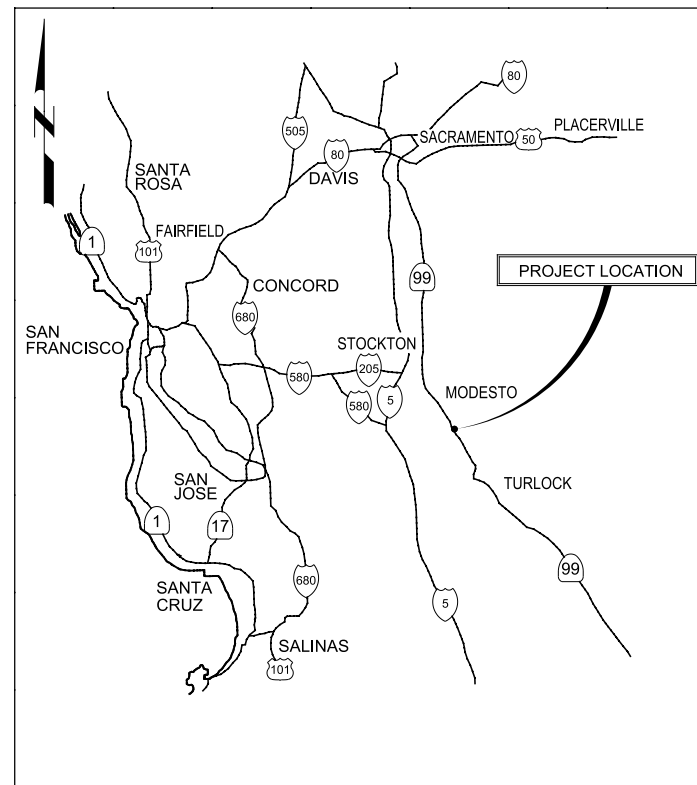 N
80
505
SACRAMENTO
50
PLACERVILLE
80
DAVIS
SANTA
ROSA
FAIRFIELD
1
101
99
PROJECT LOCATION
CONCORD
680
SAN
FRANCISCO
STOCKTON
205
580
5
580
MODESTO
SAN
JOSE
TURLOCK
1
17
99
SANTA
CRUZ
680
5
SALINAS
101